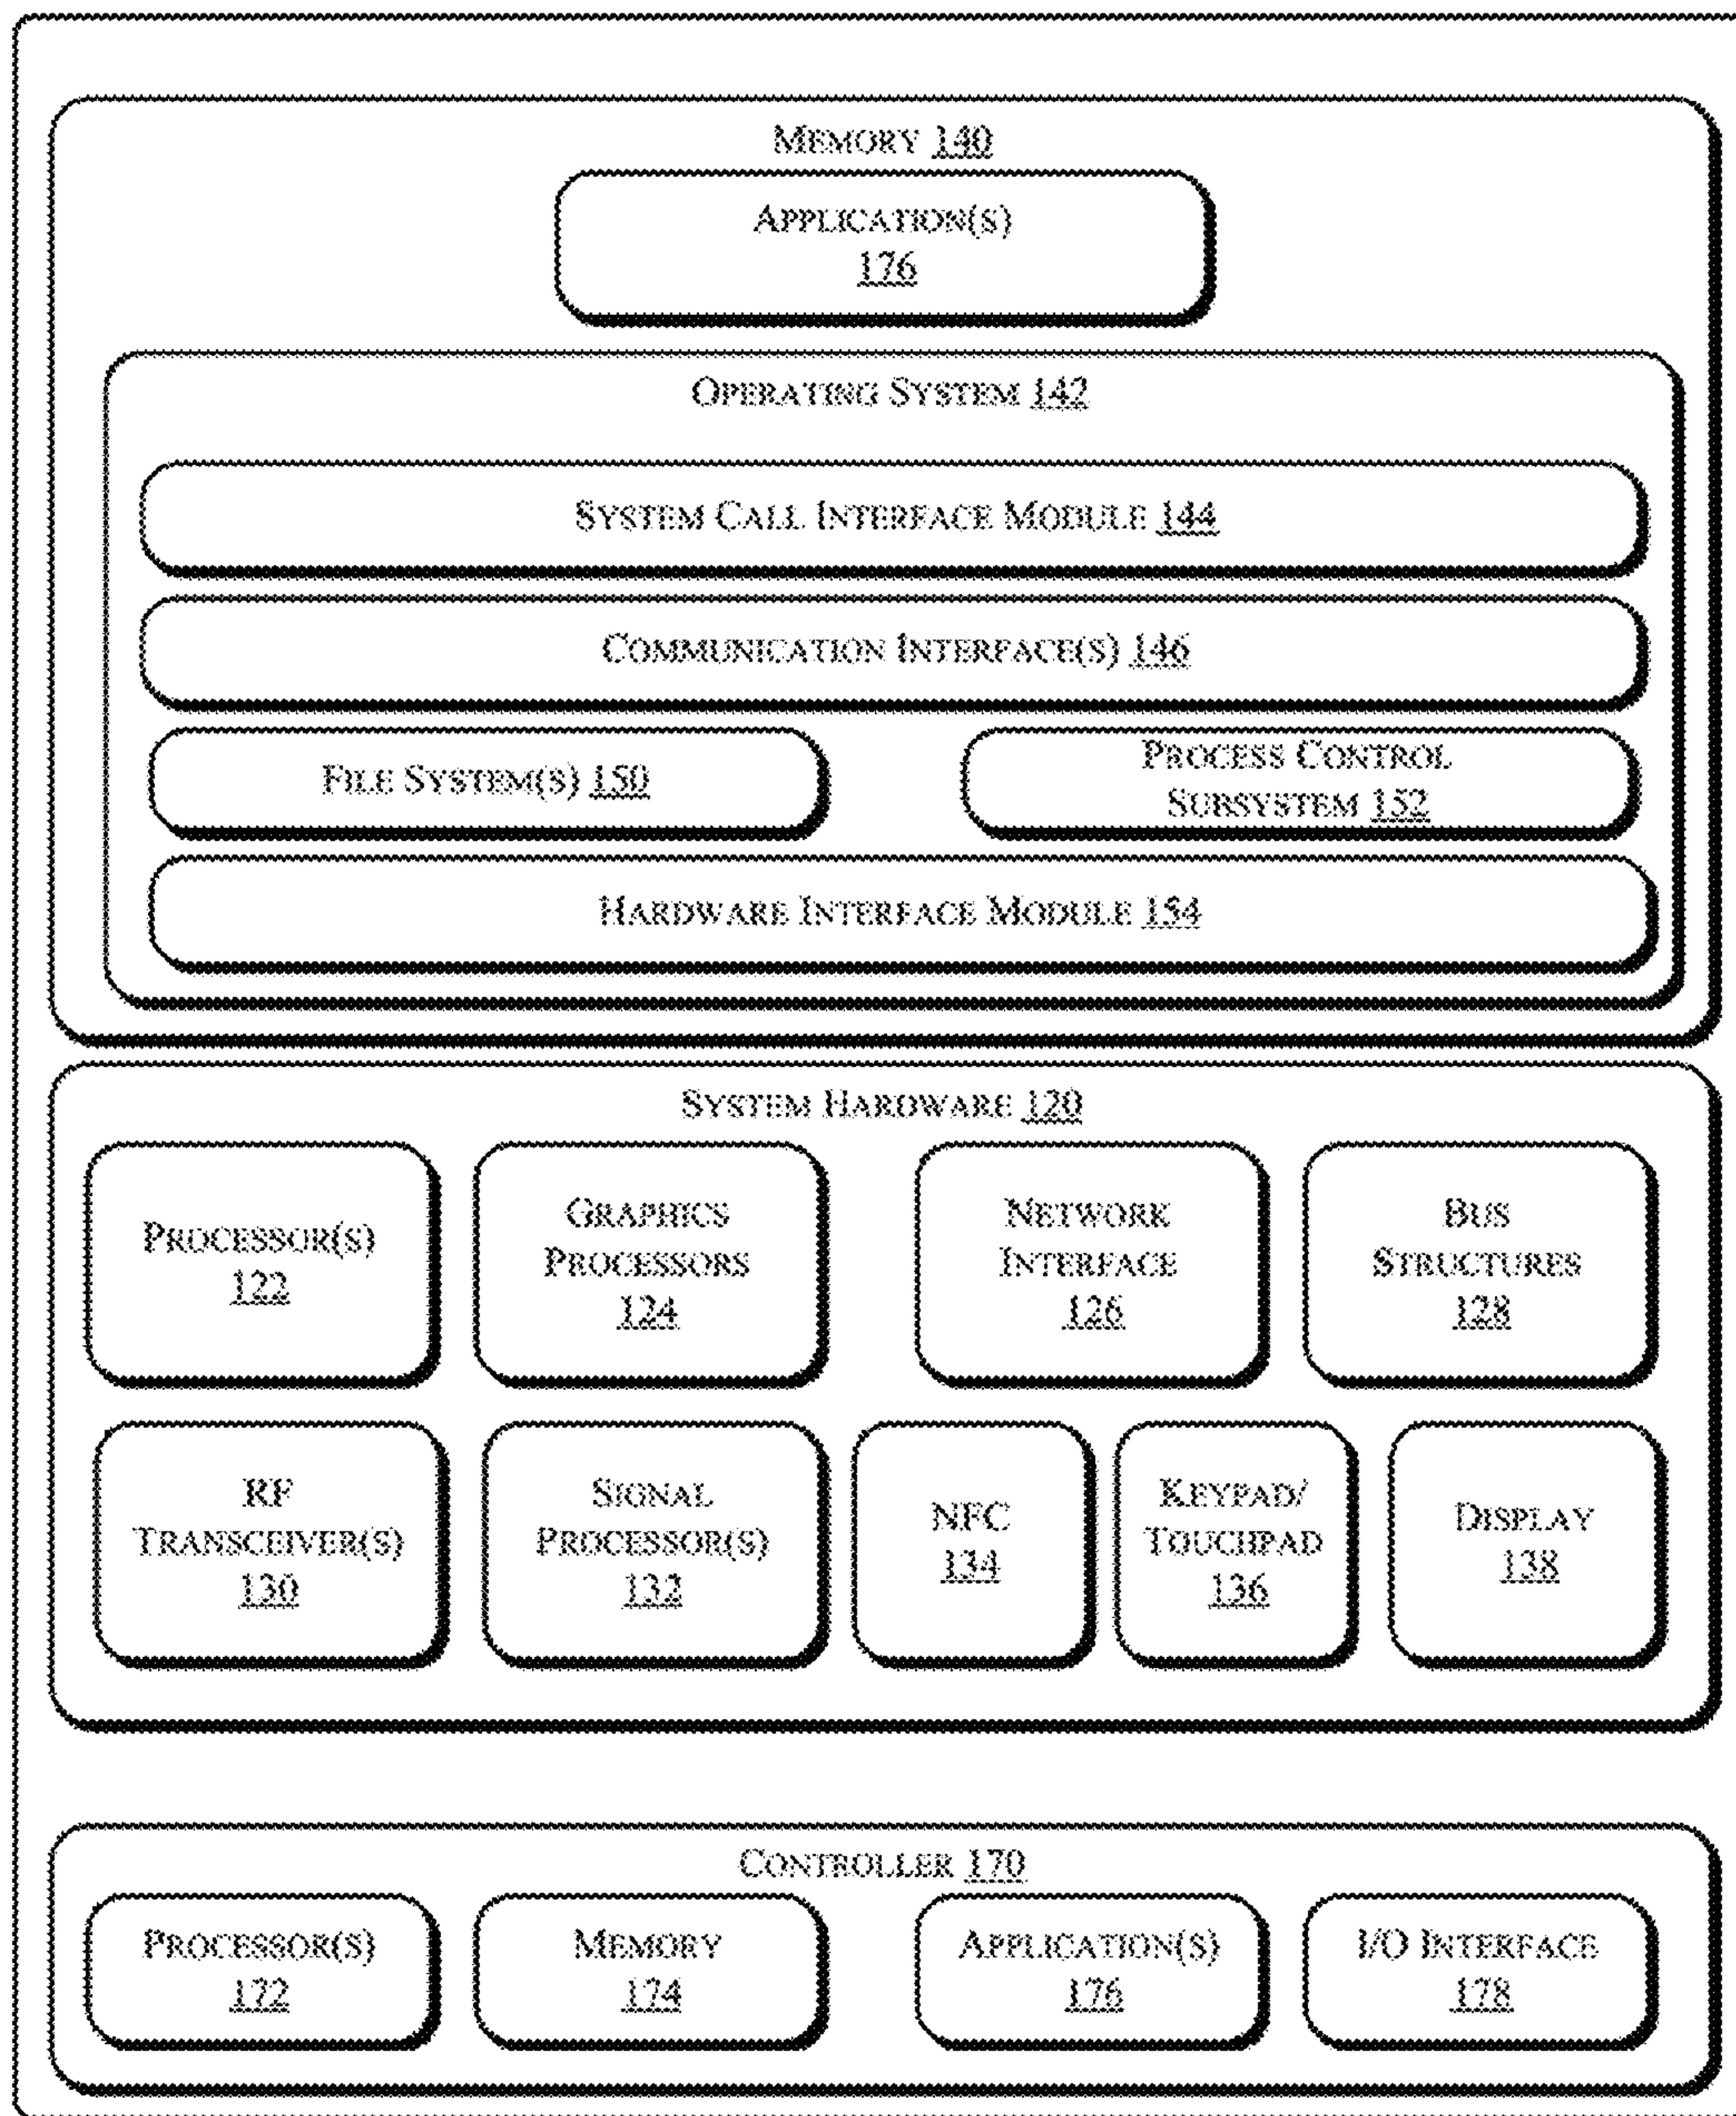 MEMORY 140
APPLICATION(S)
176
OPERATING SYSTEM 142
SYSTEM CALL INTERFACE MODULE 144
COMMUNICATION INTERFACE(S) 146
FILE SYSTEM(S) 150
PROCESS CONTROL
SUBSYSTEM 152
HARDWARE INTERFACE MODULE 154
SYSTEM HARDWARE 120
PROCESSOR(S)
122
GRAPHICS
PROCESSORS
124
NETWORK
INTERFACE
126
BUS
STRUCTURES
128
RF
TRANSCEIVER(S)
130
SIGNAL
PROCESSOR(S)
132
NFC
134
KEYPAD/
TOUCHPAD
136
DISPLAY
138
CONTROLLER 170
PROCESSOR(S)
172
MEMORY
174
APPLICATION(S)
176
I/O INTERFACE
178